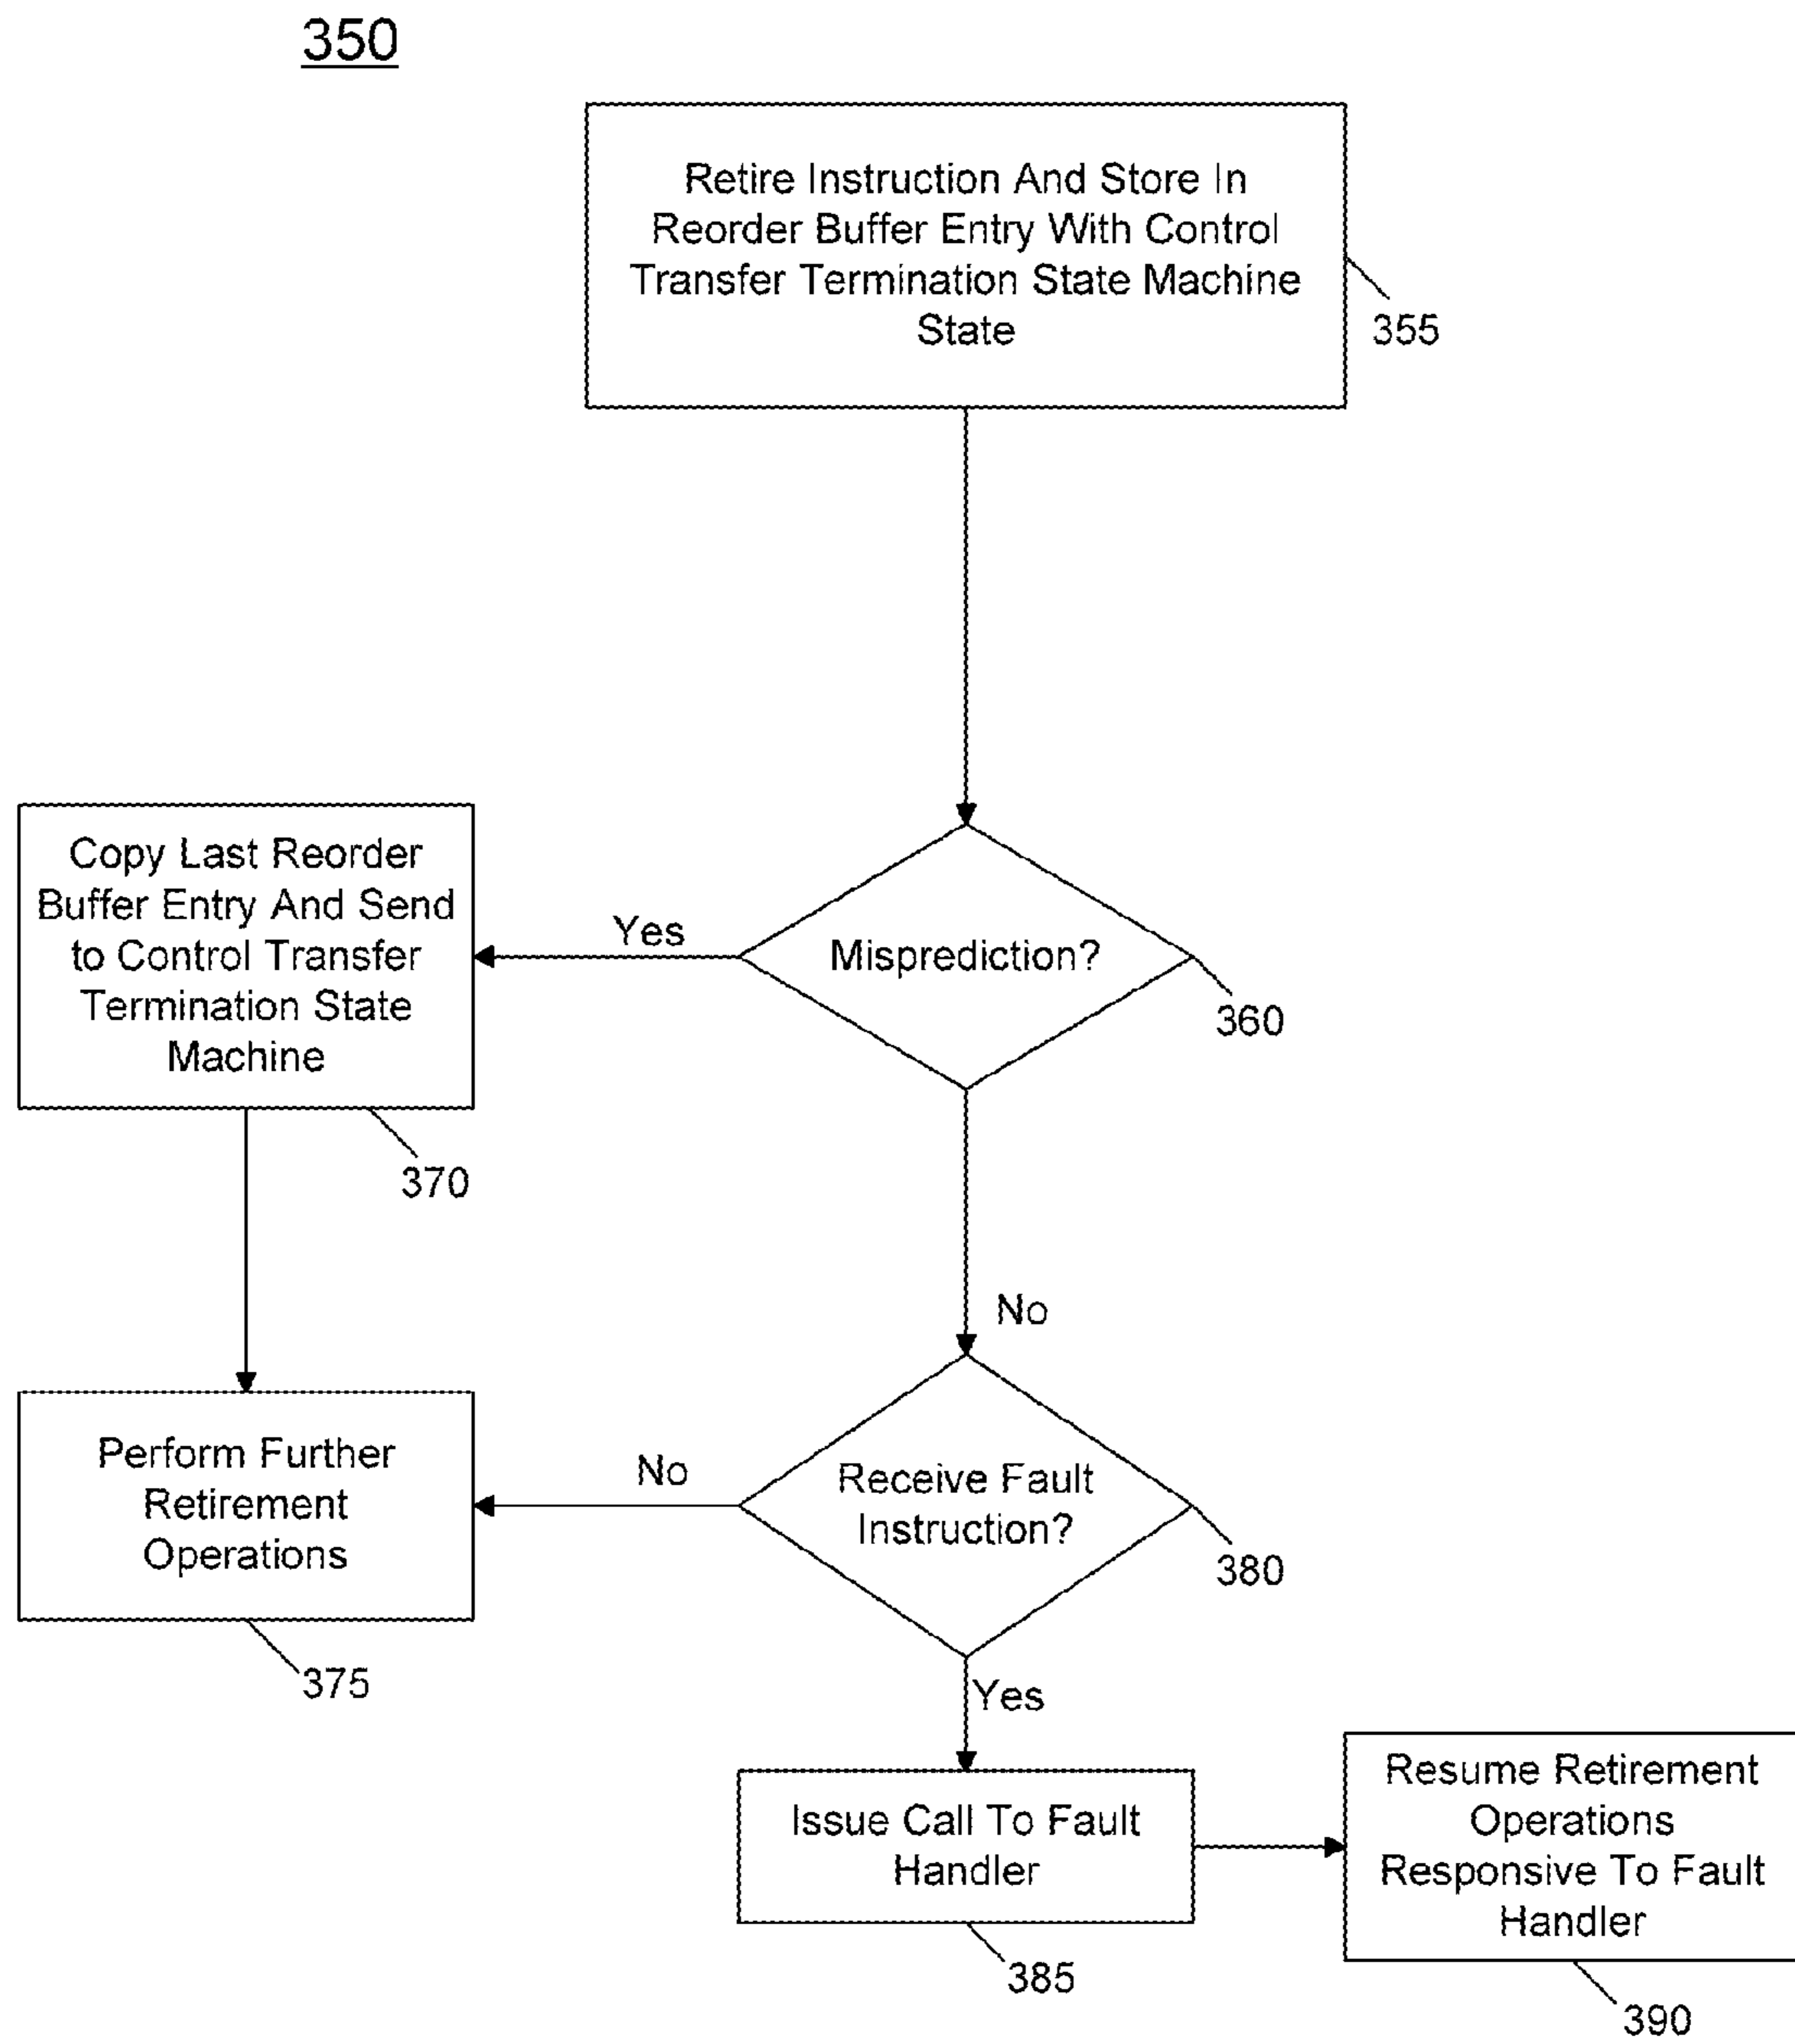 350
Retire Instruction And Store In
Reorder Buffer Entry With Control
Transfer Termination State Machine
State
355
Copy Last Reorder
Buffer Entry And Send
to Control Transfer
Termination State
Machine
370
Yes
Misprediction?
360
No
Perform Further
Retirement
Operations
375
No
Receive Fault
Instruction?
380
Yes
Issue Call To Fault
Handler
385
Resume Retirement
Operations
Responsive To Fault
Handler
390